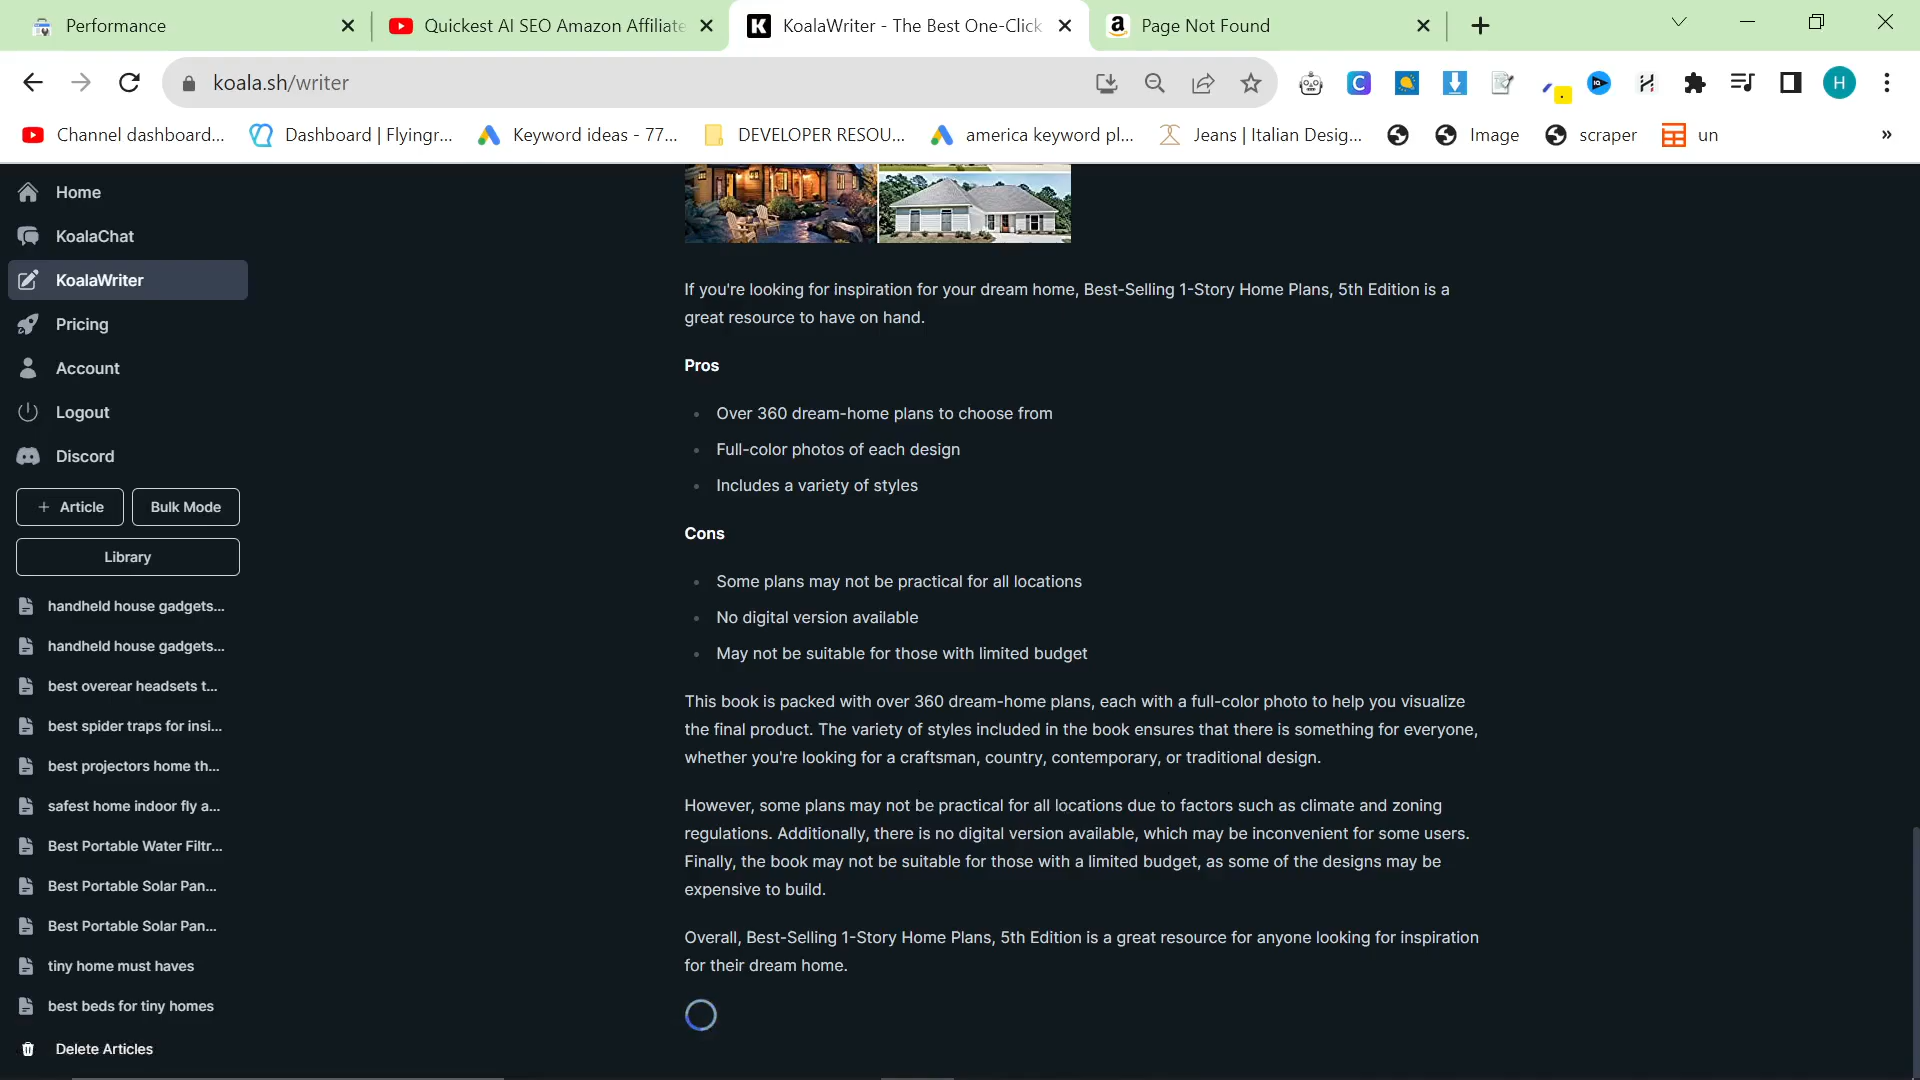 Performance
Quickest AI SEO Amazon Affiliate
KoalaWriter - The Best One-Click
Page Not Found
koala.sh/writer
H
Channel dashboard...
Dashboard | Flyingr...
Keyword ideas - 77...
DEVELOPER RESOU...
america keyword pl...
Jeans | Italian Desig...
Image
scraper
un
»
Home
KoalaChat
KoalaWriter
Pricing
Account
Logout
Discord
+ Article
Bulk Mode
Library
handheld house gadgets...
handheld house gadgets...
best overear headsets t...
best spider traps for insi...
best projectors home th...
safest home indoor fly a...
Best Portable Water Filtr...
Best Portable Solar Pan...
Best Portable Solar Pan...
tiny home must haves
best beds for tiny homes
Delete Articles
If you're looking for inspiration for your dream home, Best-Selling 1-Story Home Plans, 5th Edition is a
great resource to have on hand.
Pros
Over 360 dream-home plans to choose from
Full-color photos of each design
Includes a variety of styles
Cons
Some plans may not be practical for all locations
No digital version available
May not be suitable for those with limited budget
This book is packed with over 360 dream-home plans, each with a full-color photo to help you visualize
the final product. The variety of styles included in the book ensures that there is something for everyone,
whether you're looking for a craftsman, country, contemporary, or traditional design.
However, some plans may not be practical for all locations due to factors such as climate and zoning
regulations. Additionally, there is no digital version available, which may be inconvenient for some users.
Finally, the book may not be suitable for those with a limited budget, as some of the designs may be
expensive to build.
Overall, Best-Selling 1-Story Home Plans, 5th Edition is a great resource for anyone looking for inspiration
for their dream home.